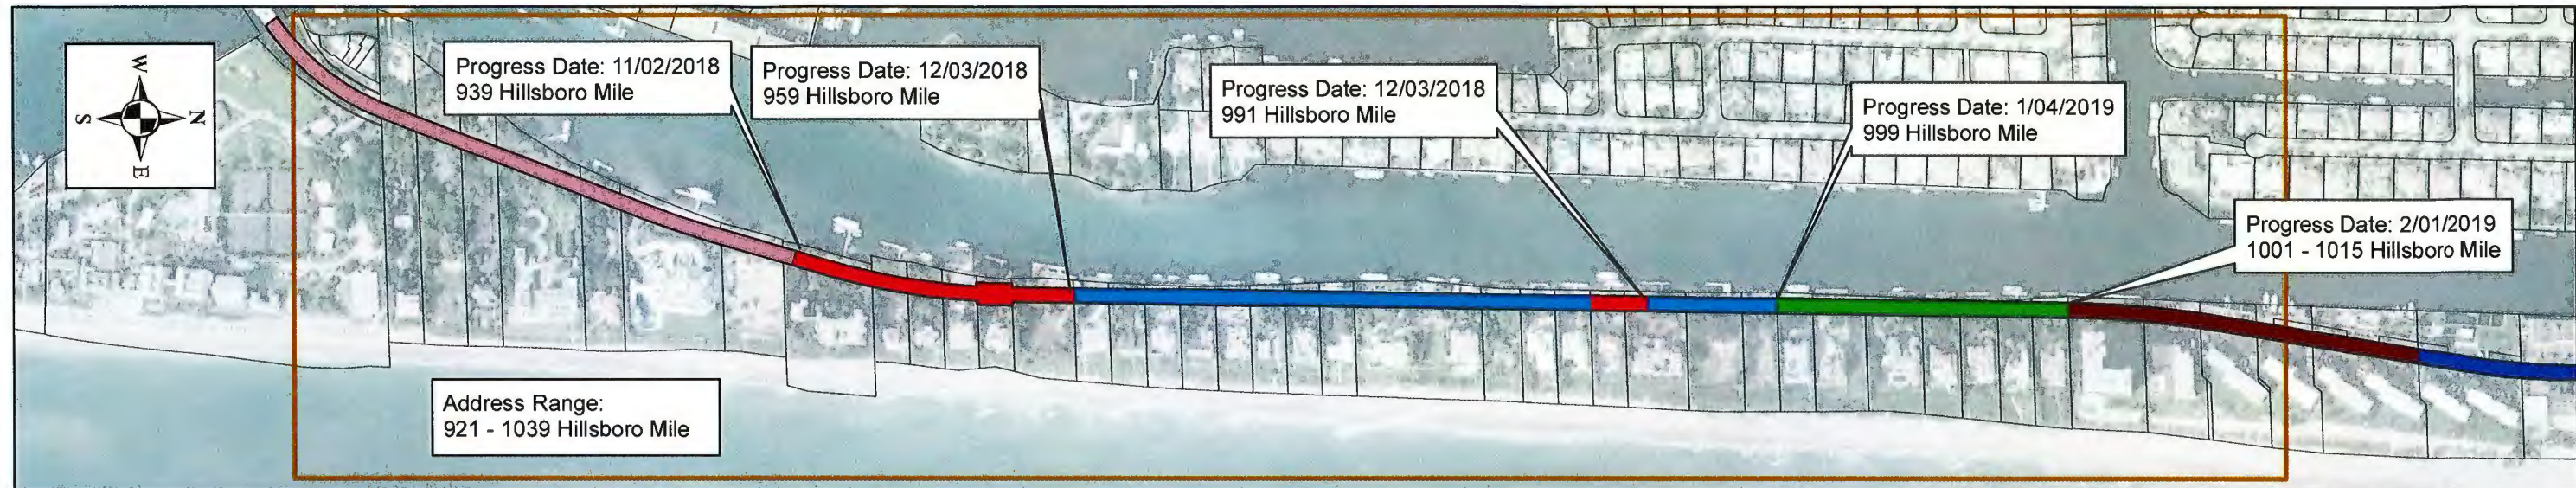 W
N
S
E
Progress Date: 11/02/2018
939 Hillsboro Mile
Progress Date: 12/03/2018
959 Hillsboro Mile
Progress Date: 12/03/2018
991 Hillsboro Mile
Progress Date: 1/04/2019
999 Hillsboro Mile
Progress Date: 2/01/2019
1001 - 1015 Hillsboro Mile
Address Range:
921 - 1039 Hillsboro Mile